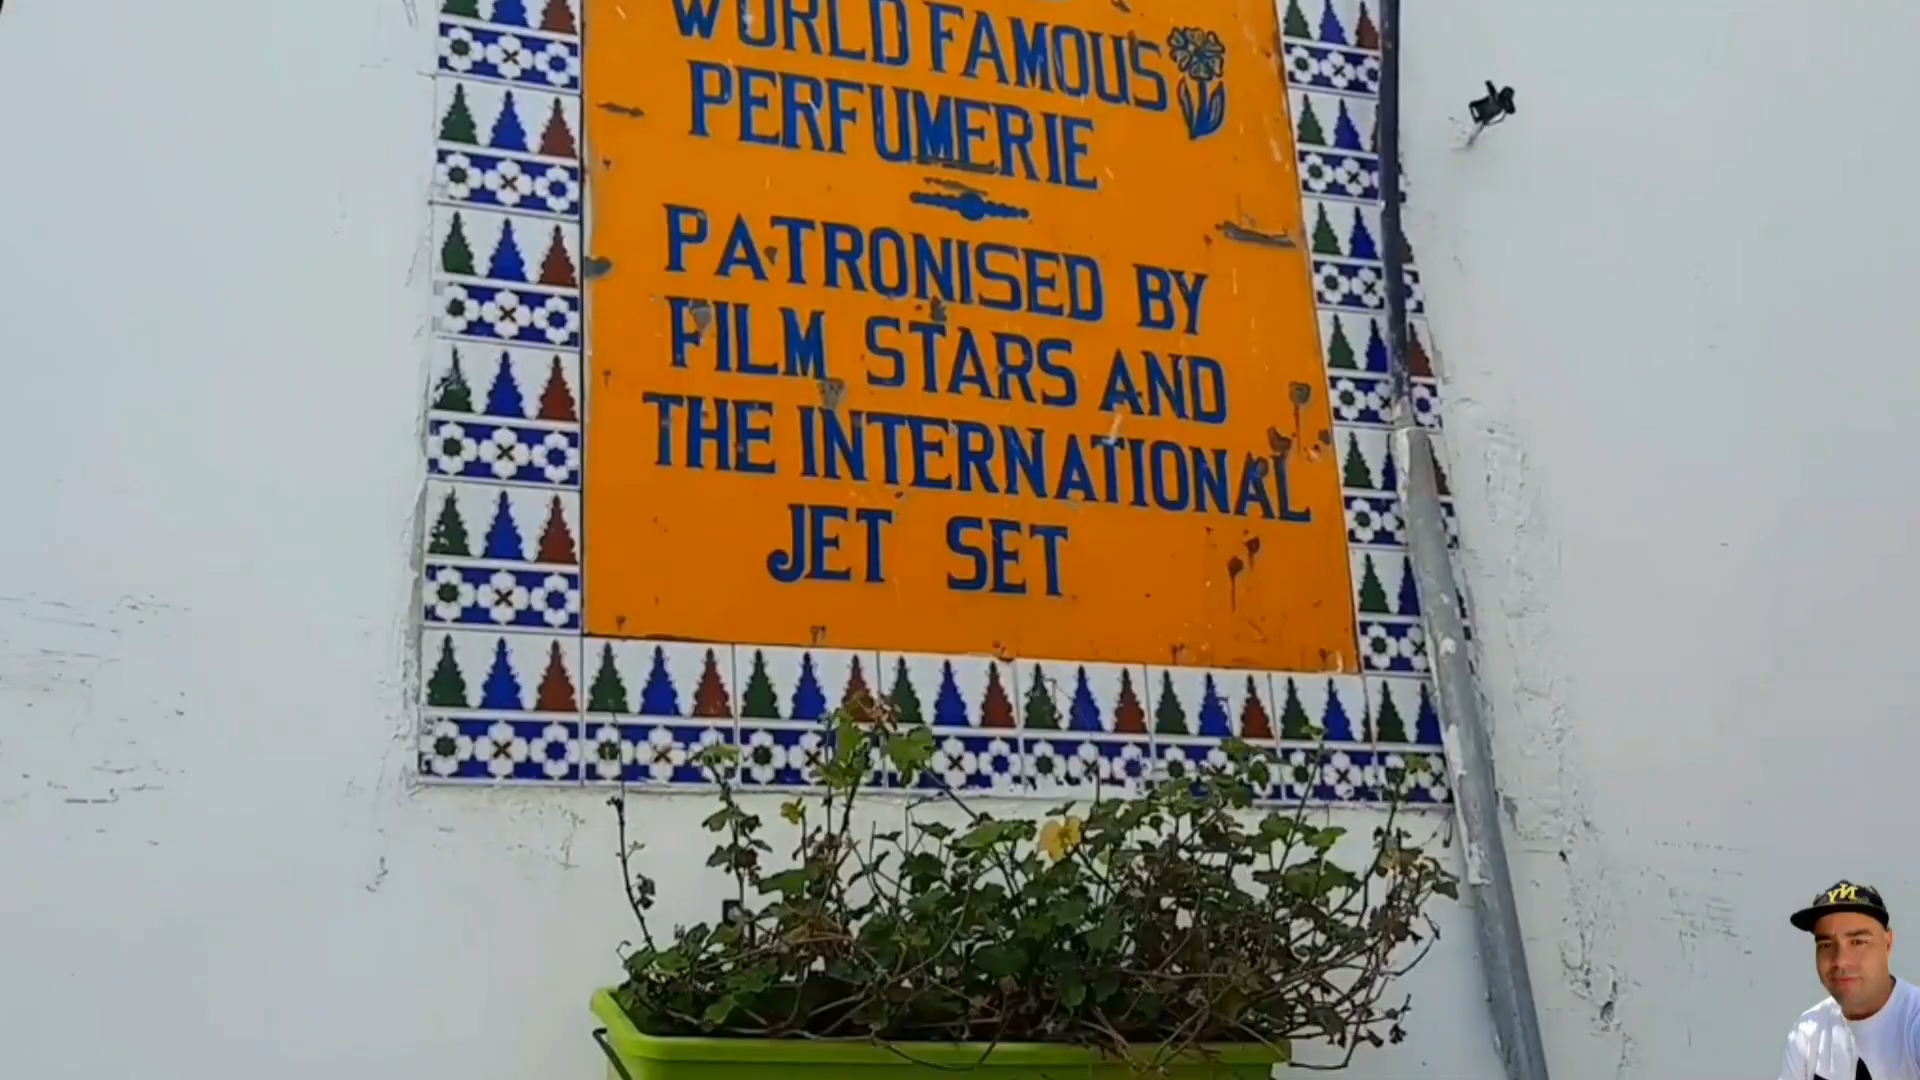 WORLD FAMOUS
PERFUMERIE
PATRONISED BY
FILM STARS AND
THE INTERNATIONAL
JET SET